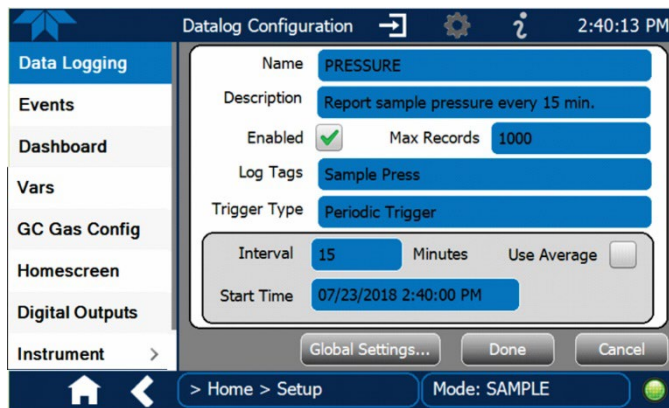 Datalog Configuration 2:40:13 PM
Data Logging
Events
Dashboard
Vars
GC Gas Config
Homescreen
Digital Outputs
Instrument >
Name PRESSURE
Description Report sample pressure every 15 min.
Enabled Max Records 1000
Log Tags Sample Press
Trigger Type Periodic Trigger
Interval 15 Minutes Use Average
Start Time 07/23/2018 2:40:00 PM
Global Settings... Done Cancel
> Home > Setup Mode: SAMPLE